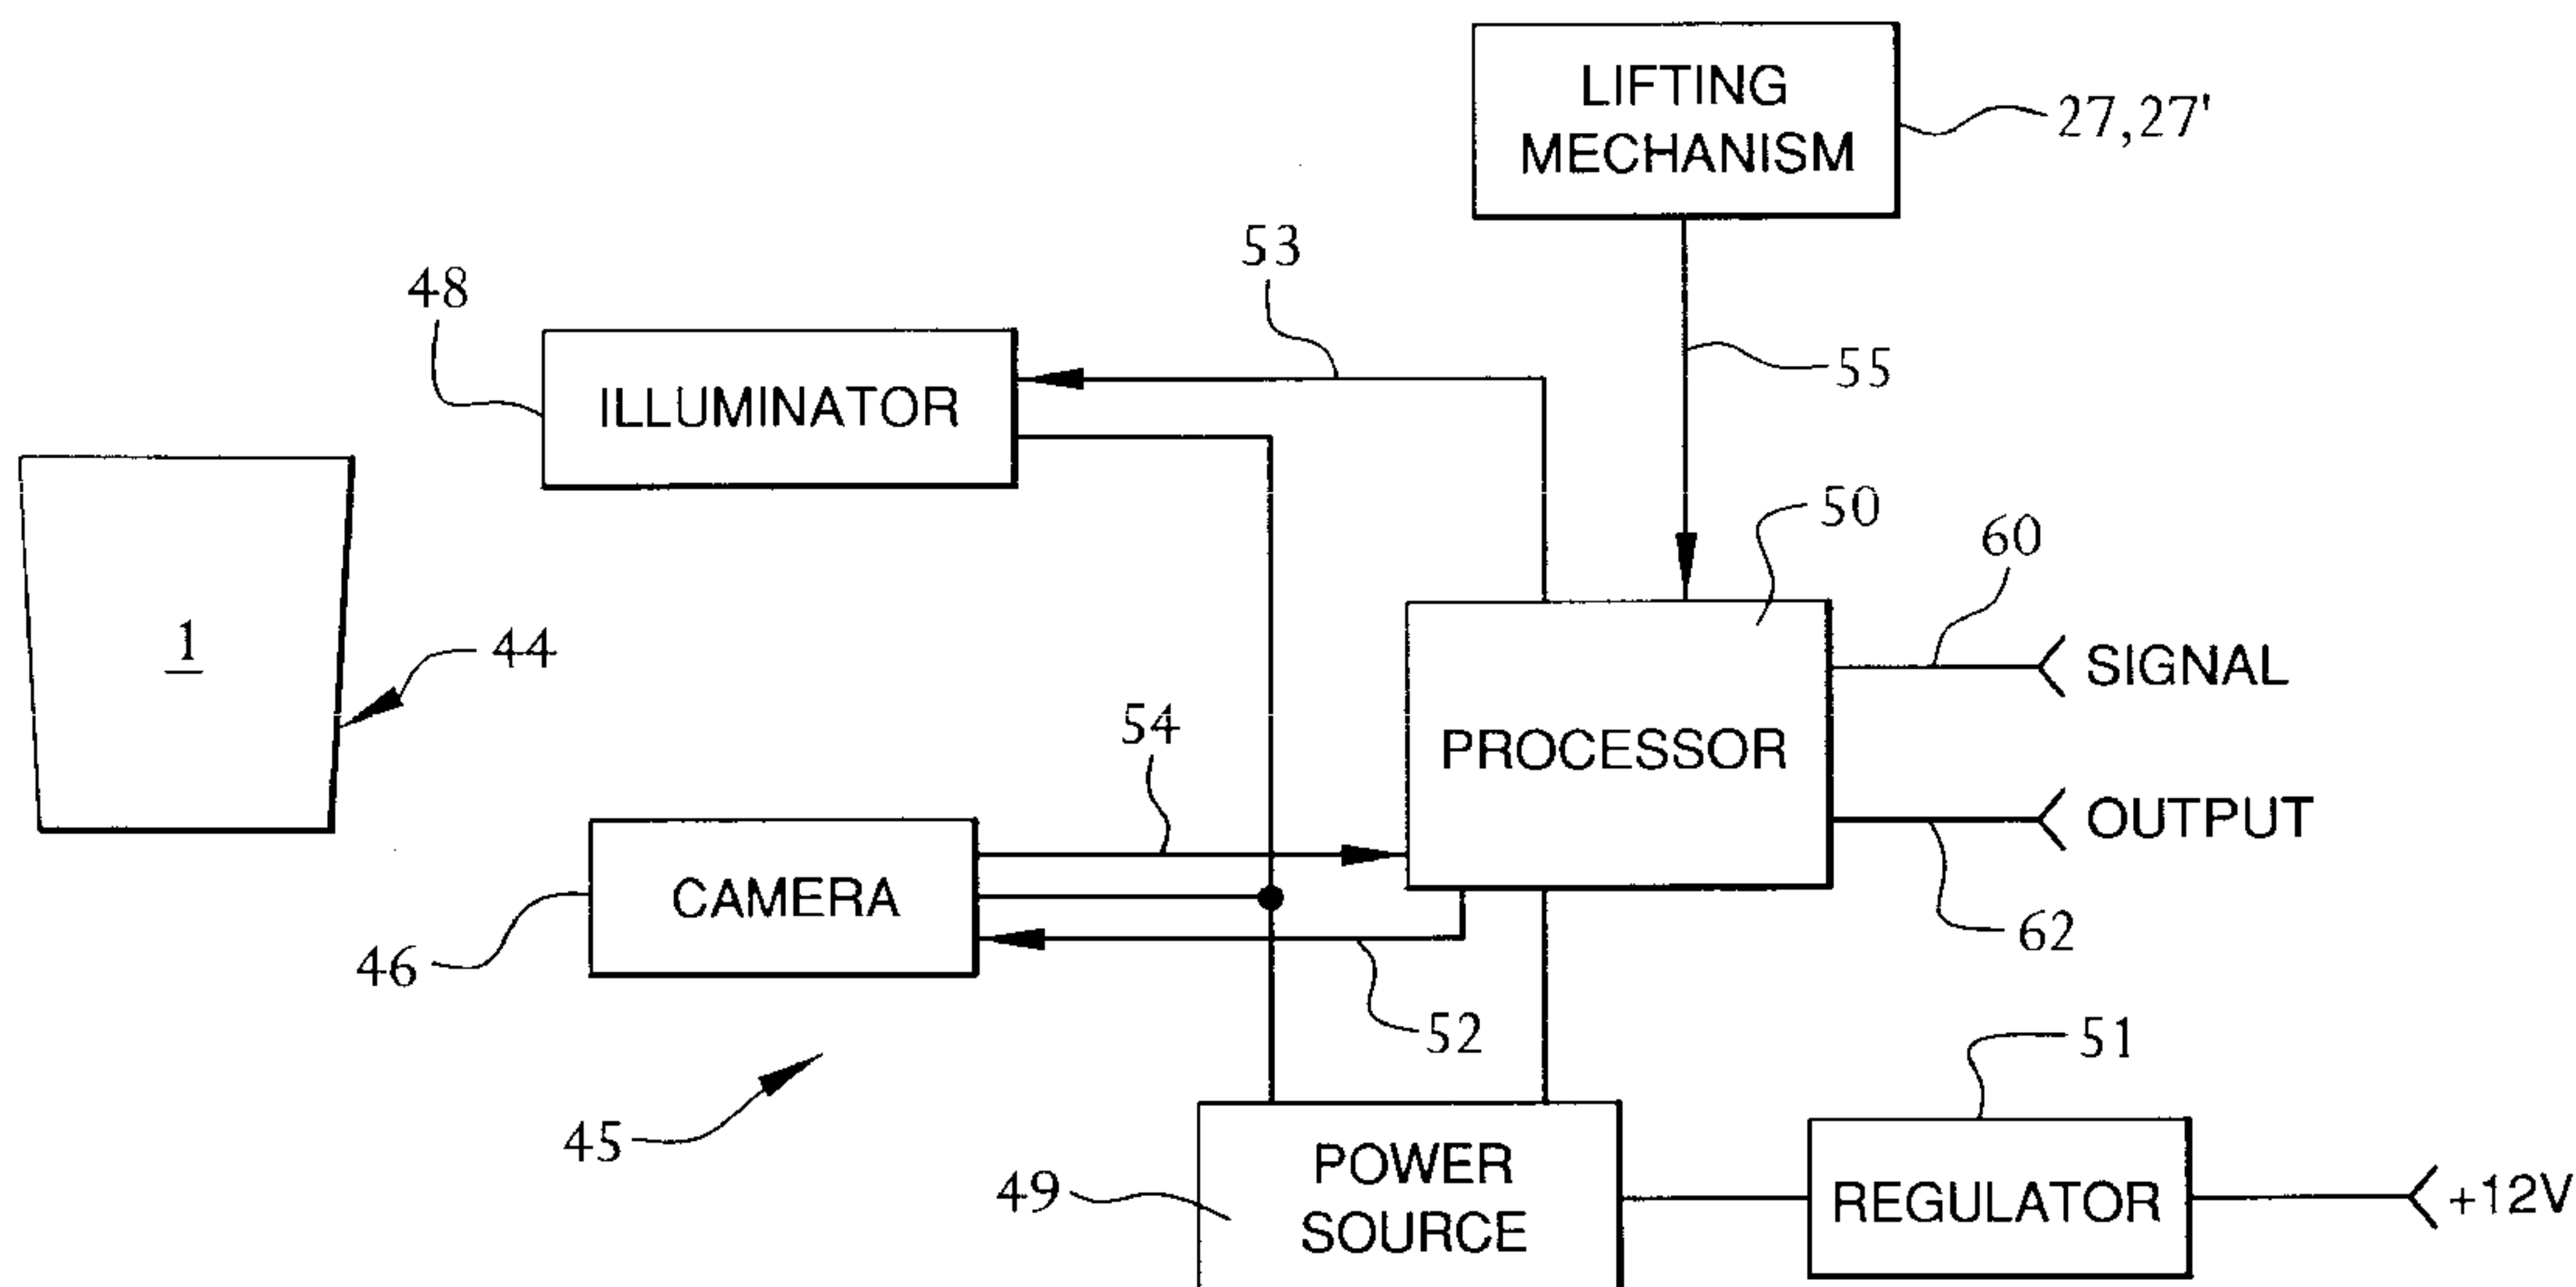 LIFTING
MECHANISM
27,27'
53
48
ILLUMINATOR
55
50
60
1
44
SIGNAL
54
PROCESSOR
OUTPUT
CAMERA
46
62
52
51
45
49
POWER
SOURCE
REGULATOR
+12V